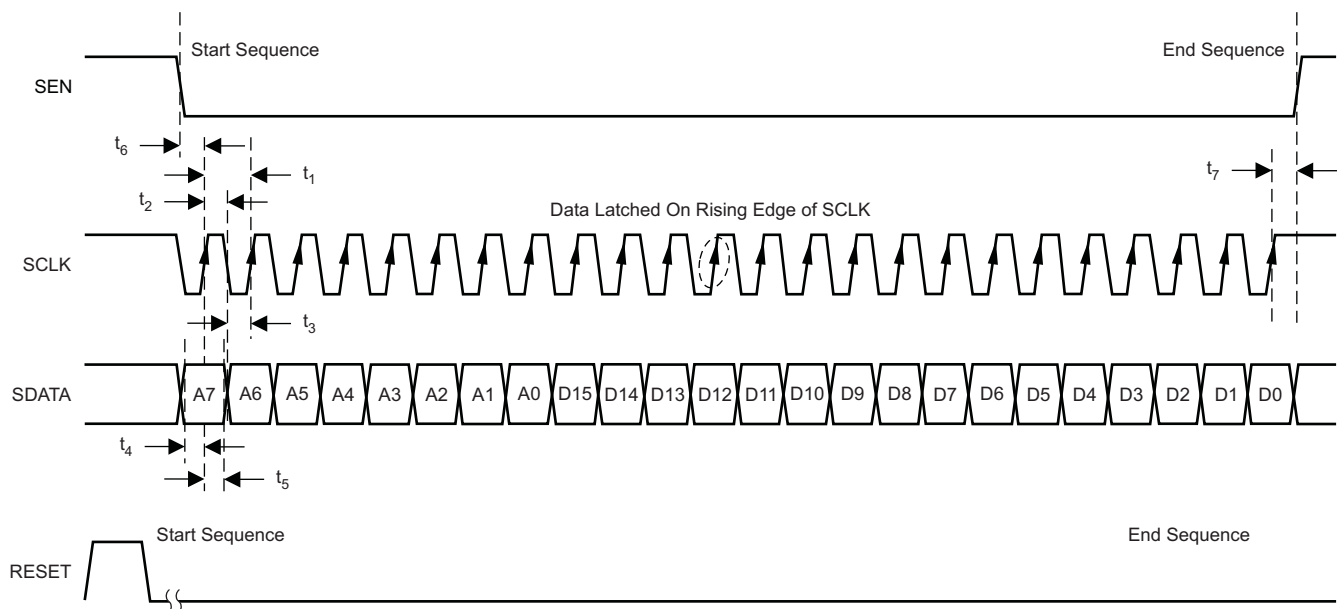 Start Sequence
End Sequence
SEN
t6
t1
t7
t2
Data Latched On Rising Edge of SCLK
SCLK
t3
SDATA
A7 A6 A5 A4 A3 A2 A1 A0 D15 D14 D13 D12 D11 D10 D9 D8 D7 D6 D5 D4 D3 D2 D1 D0
t4
t5
Start Sequence
End Sequence
RESET